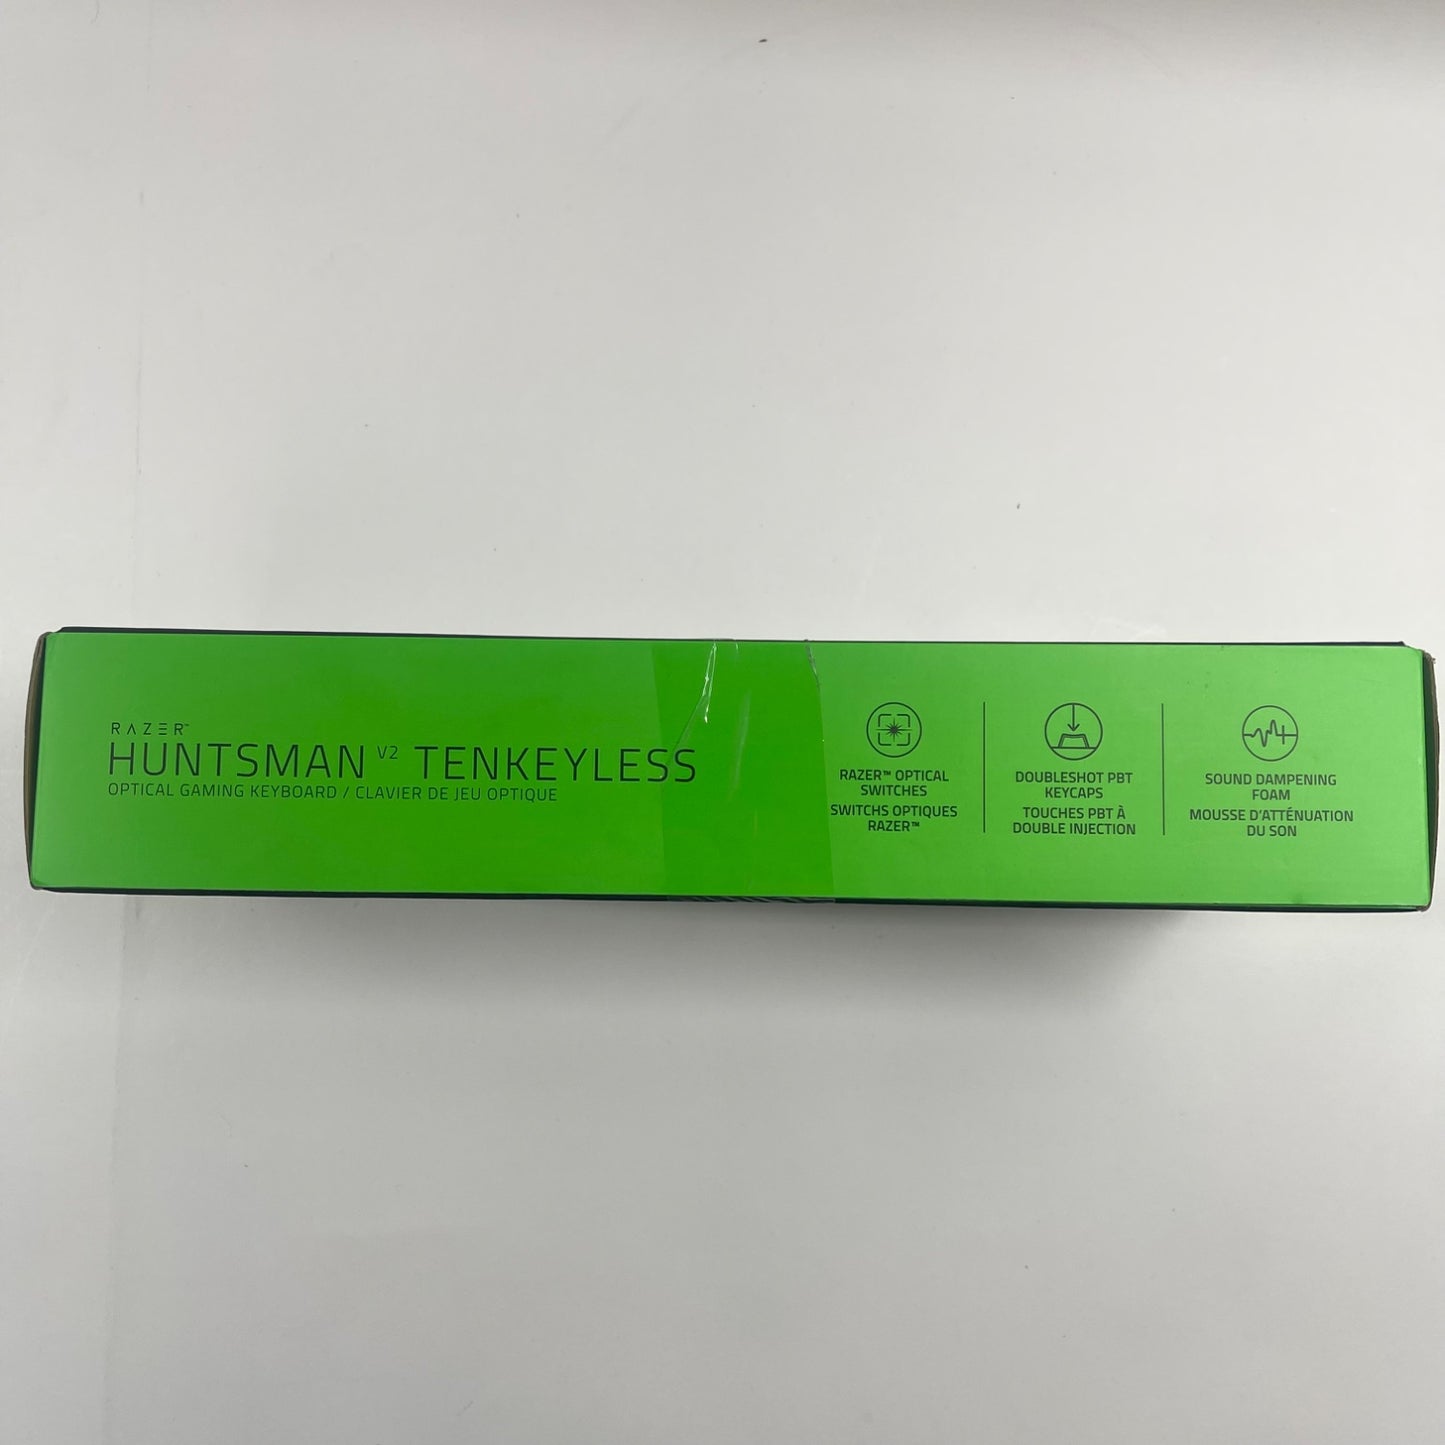 RAZER™
HUNTSMAN V2 TENKEYLESS
OPTICAL GAMING KEYBOARD / CLAVIER DE JEU OPTIQUE
RAZER™ OPTICAL
SWITCHES
SWITCHS OPTIQUES
RAZER™
DOUBLESHOT PBT
KEYCAPS
TOUCHES PBT À
DOUBLE INJECTION
SOUND DAMPENING
FOAM
MOUSSE D'ATTÉNUATION
DU SON